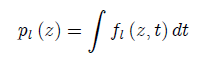 p_l (z) = ∫ f_l (z, t) dt